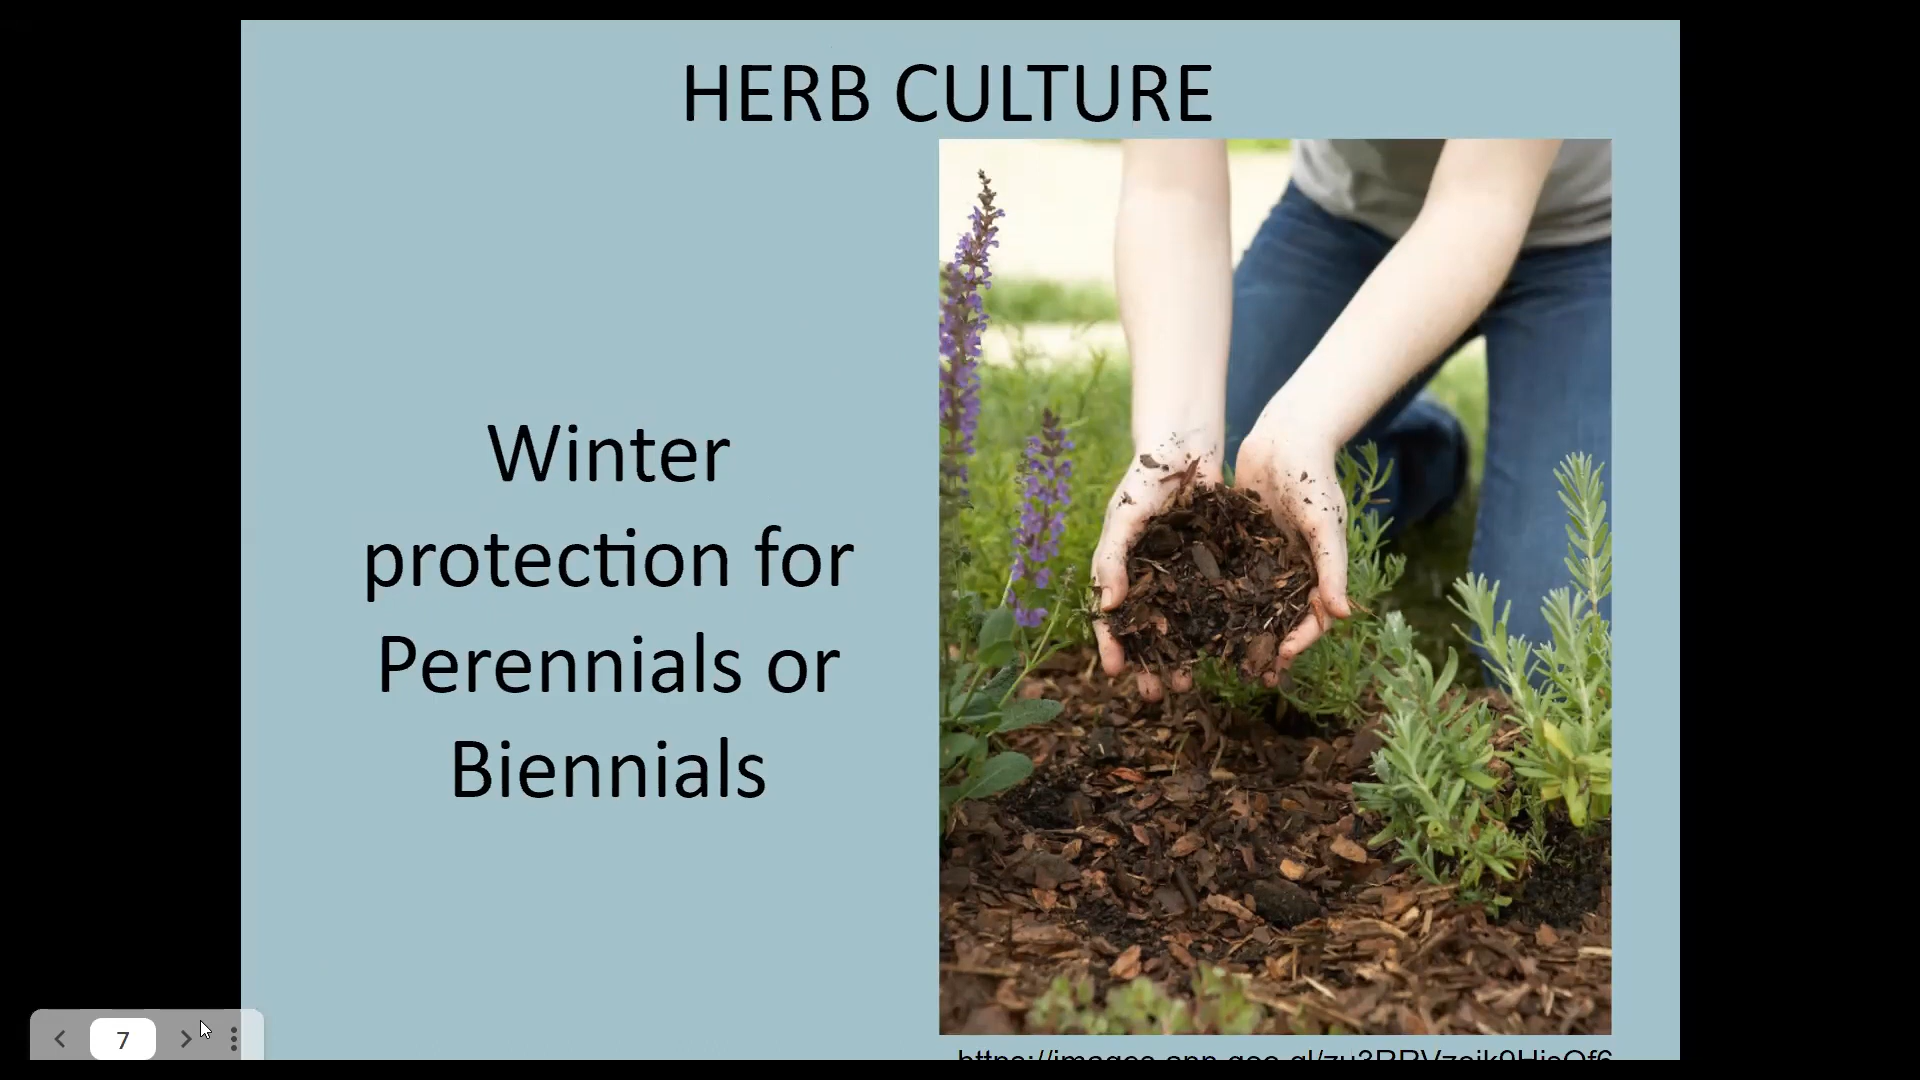 HERB CULTURE
Winter
protection for
Perennials or
Biennials
7